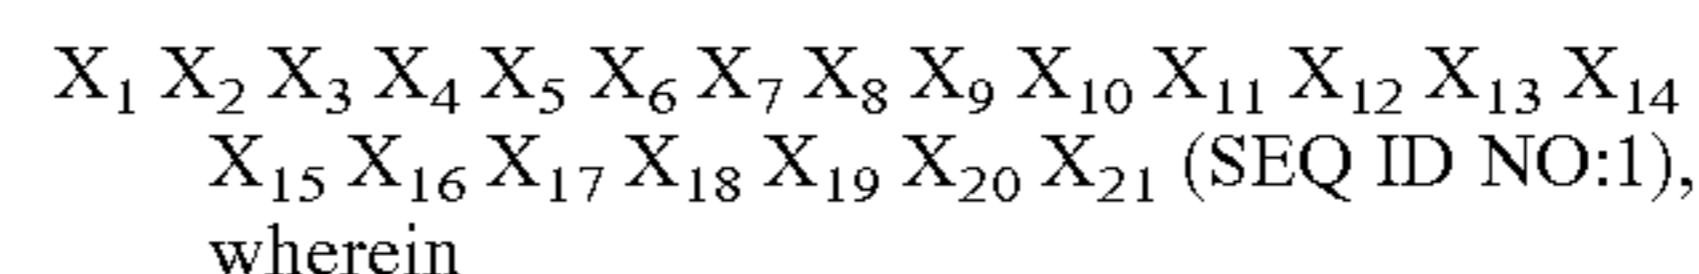 X₁ X₂ X₃ X₄ X₅ X₆ X₇ X₈ X₉ X₁₀ X₁₁ X₁₂ X₁₃ X₁₄
X₁₅ X₁₆ X₁₇ X₁₈ X₁₉ X₂₀ X₂₁ (SEQ ID NO:1),
wherein